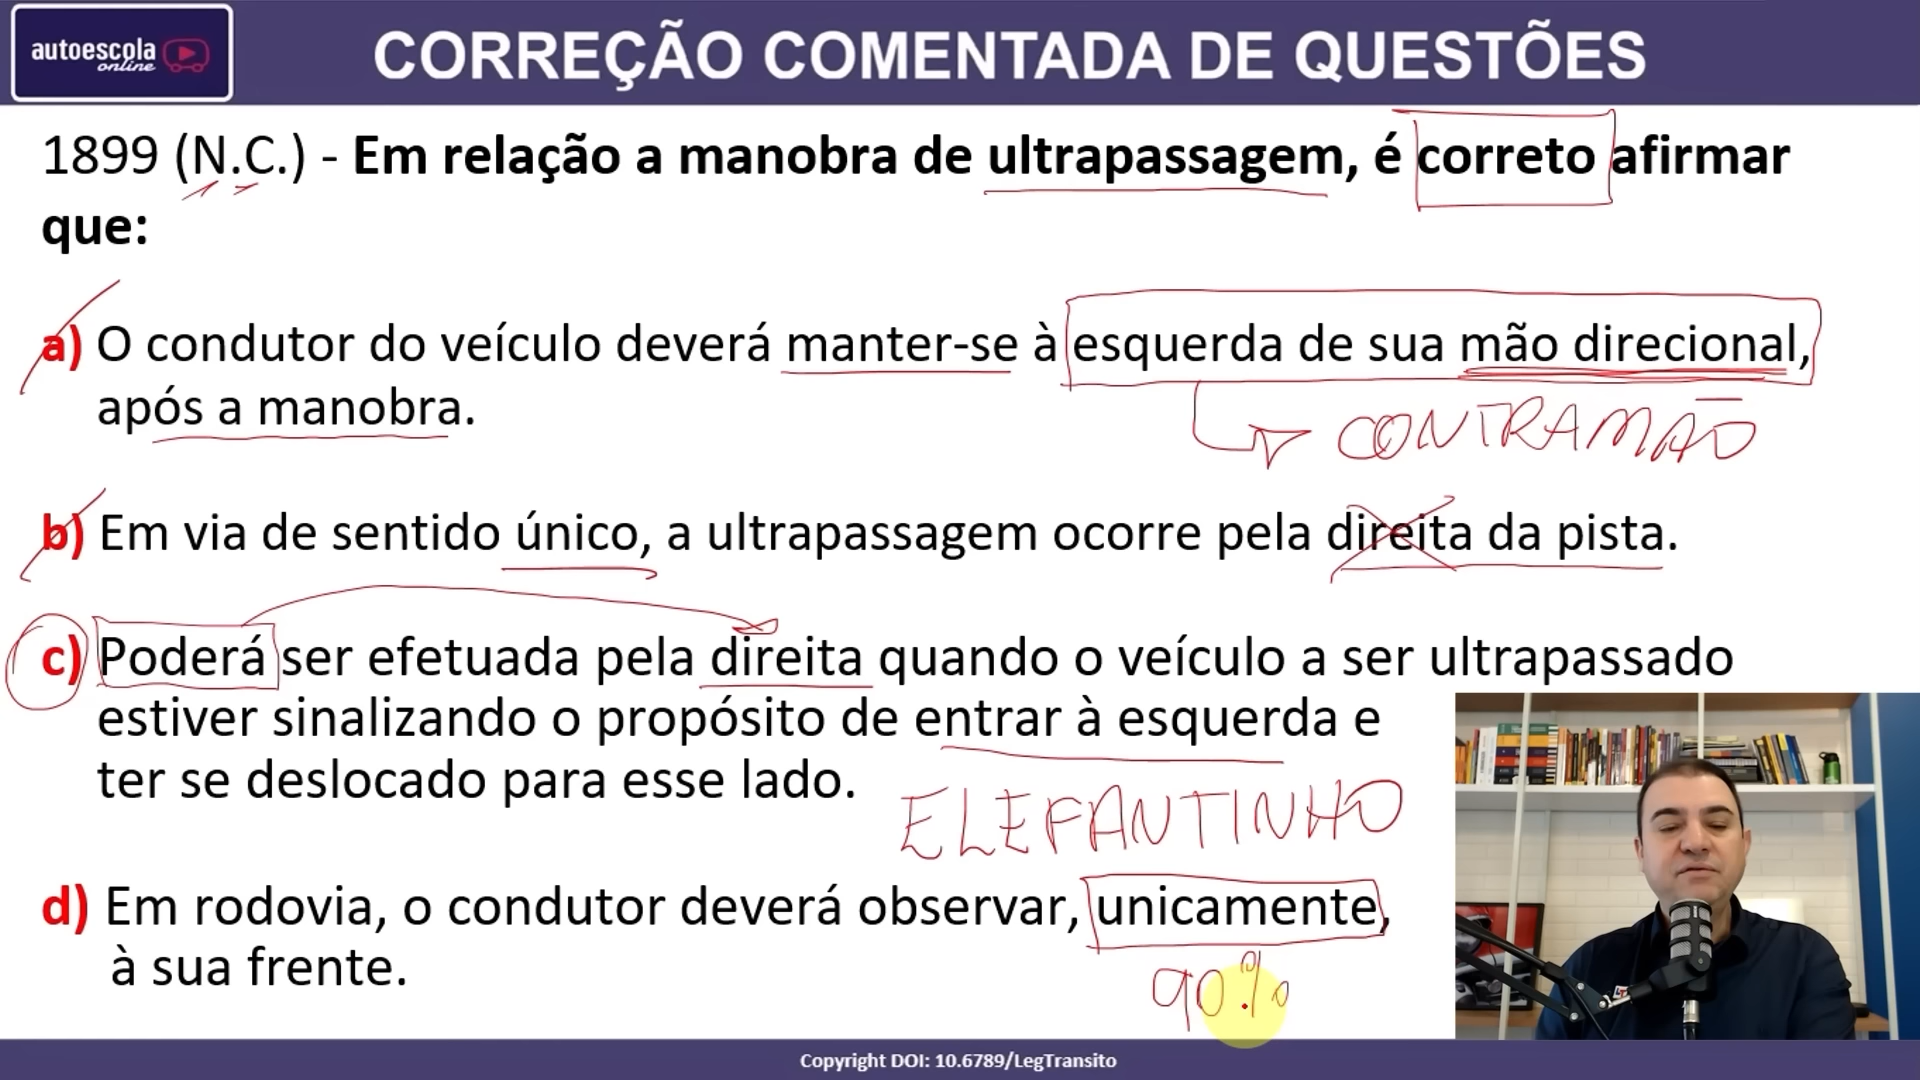 autoescola
online
CORREÇÃO COMENTADA DE QUESTÕES
1899 (N.C.) - Em relação a manobra de ultrapassagem, é correto afirmar
que:
a) O condutor do veículo deverá manter-se à esquerda de sua mão direcional,
após a manobra.
CONTRAMÃO
b) Em via de sentido único, a ultrapassagem ocorre pela direita da pista.
c) Poderá ser efetuada pela direita quando o veículo a ser ultrapassado
estiver sinalizando o propósito de entrar à esquerda e
ter se deslocado para esse lado.
ELEFANTINHO
d) Em rodovia, o condutor deverá observar, unicamente,
à sua frente.
90%
Copyright DOI: 10.6789/LegTransito